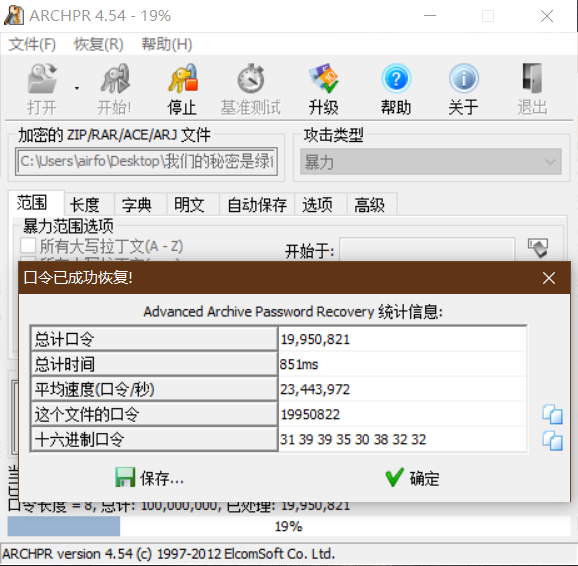 ARCHPR 4.54 - 19%
文件(F) 恢复(R) 帮助(H)
打开 开始! 停止 基准测试 升级 帮助 关于 退出
加密的 ZIP/RAR/ACE/ARJ 文件 攻击类型
C:\Users\airfo\Desktop\我们的秘密是绿 暴力
范围 长度 字典 明文 自动保存 选项 高级
暴力范围选项
所有大写拉丁文(A - Z) 开始于:
口令已成功恢复!
Advanced Archive Password Recovery 统计信息:
总计口令 19,950,821
总计时间 851ms
平均速度(口令/秒) 23,443,972
这个文件的口令 19950822
十六进制口令 31 39 39 35 30 38 32 32
保存... 确定
口令长度 = 8, 总计: 100,000,000, 已处理: 19,950,821
19%
ARCHPR version 4.54 (c) 1997-2012 ElcomSoft Co. Ltd.